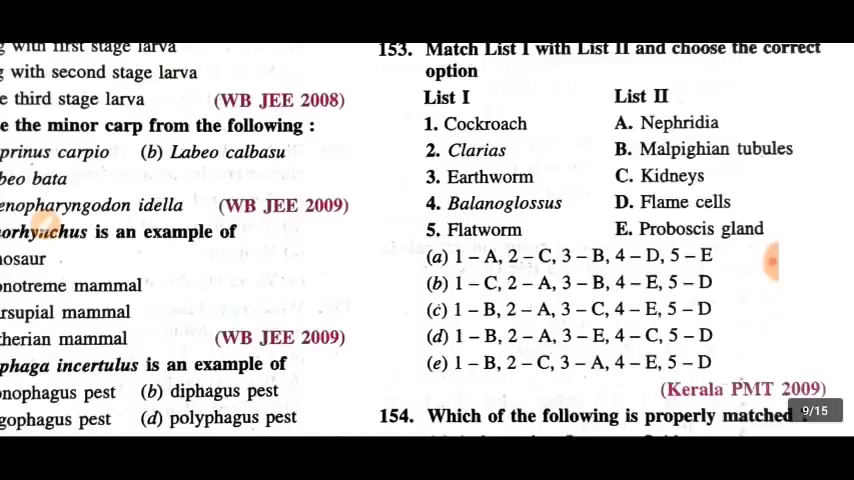 with first stage larva
with second stage larva
e third stage larva (WB JEE 2008)
e the minor carp from the following :
prinus carpio (b) Labeo calbasu
beo bata
enopharyngodon idella (WB JEE 2009)
orhynchus is an example of
nosaur
onotreme mammal
rsupial mammal
therian mammal (WB JEE 2009)
phaga incertulus is an example of
onophagus pest (b) diphagus pest
gophagus pest (d) polyphagus pest
153. Match List I with List II and choose the correct
option
List I List II
1. Cockroach A. Nephridia
2. Clarias B. Malpighian tubules
3. Earthworm C. Kidneys
4. Balanoglossus D. Flame cells
5. Flatworm E. Proboscis gland
(a) 1 – A, 2 – C, 3 – B, 4 – D, 5 – E
(b) 1 – C, 2 – A, 3 – B, 4 – E, 5 – D
(c) 1 – B, 2 – A, 3 – C, 4 – E, 5 – D
(d) 1 – B, 2 – A, 3 – E, 4 – C, 5 – D
(e) 1 – B, 2 – C, 3 – A, 4 – E, 5 – D
(Kerala PMT 2009)
9/15
154. Which of the following is properly matched :